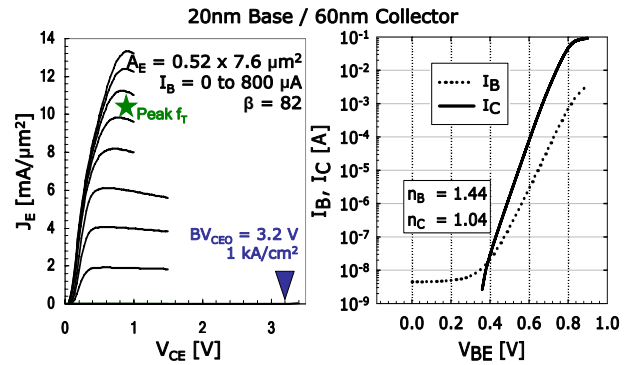 20nm Base / 60nm Collector
A_E = 0.52 x 7.6 µm²
I_B = 0 to 800 µA
β = 82
Peak f_T
BV_CEO = 3.2 V
1 kA/cm²
J_E [mA/µm²]
14
12
10
8
6
4
2
0
0 1 2 3
V_CE [V]
I_B
I_C
n_B = 1.44
n_C = 1.04
I_B, I_C [A]
10⁻¹
10⁻²
10⁻³
10⁻⁴
10⁻⁵
10⁻⁶
10⁻⁷
10⁻⁸
10⁻⁹
0.0 0.2 0.4 0.6 0.8 1.0
V_BE [V]